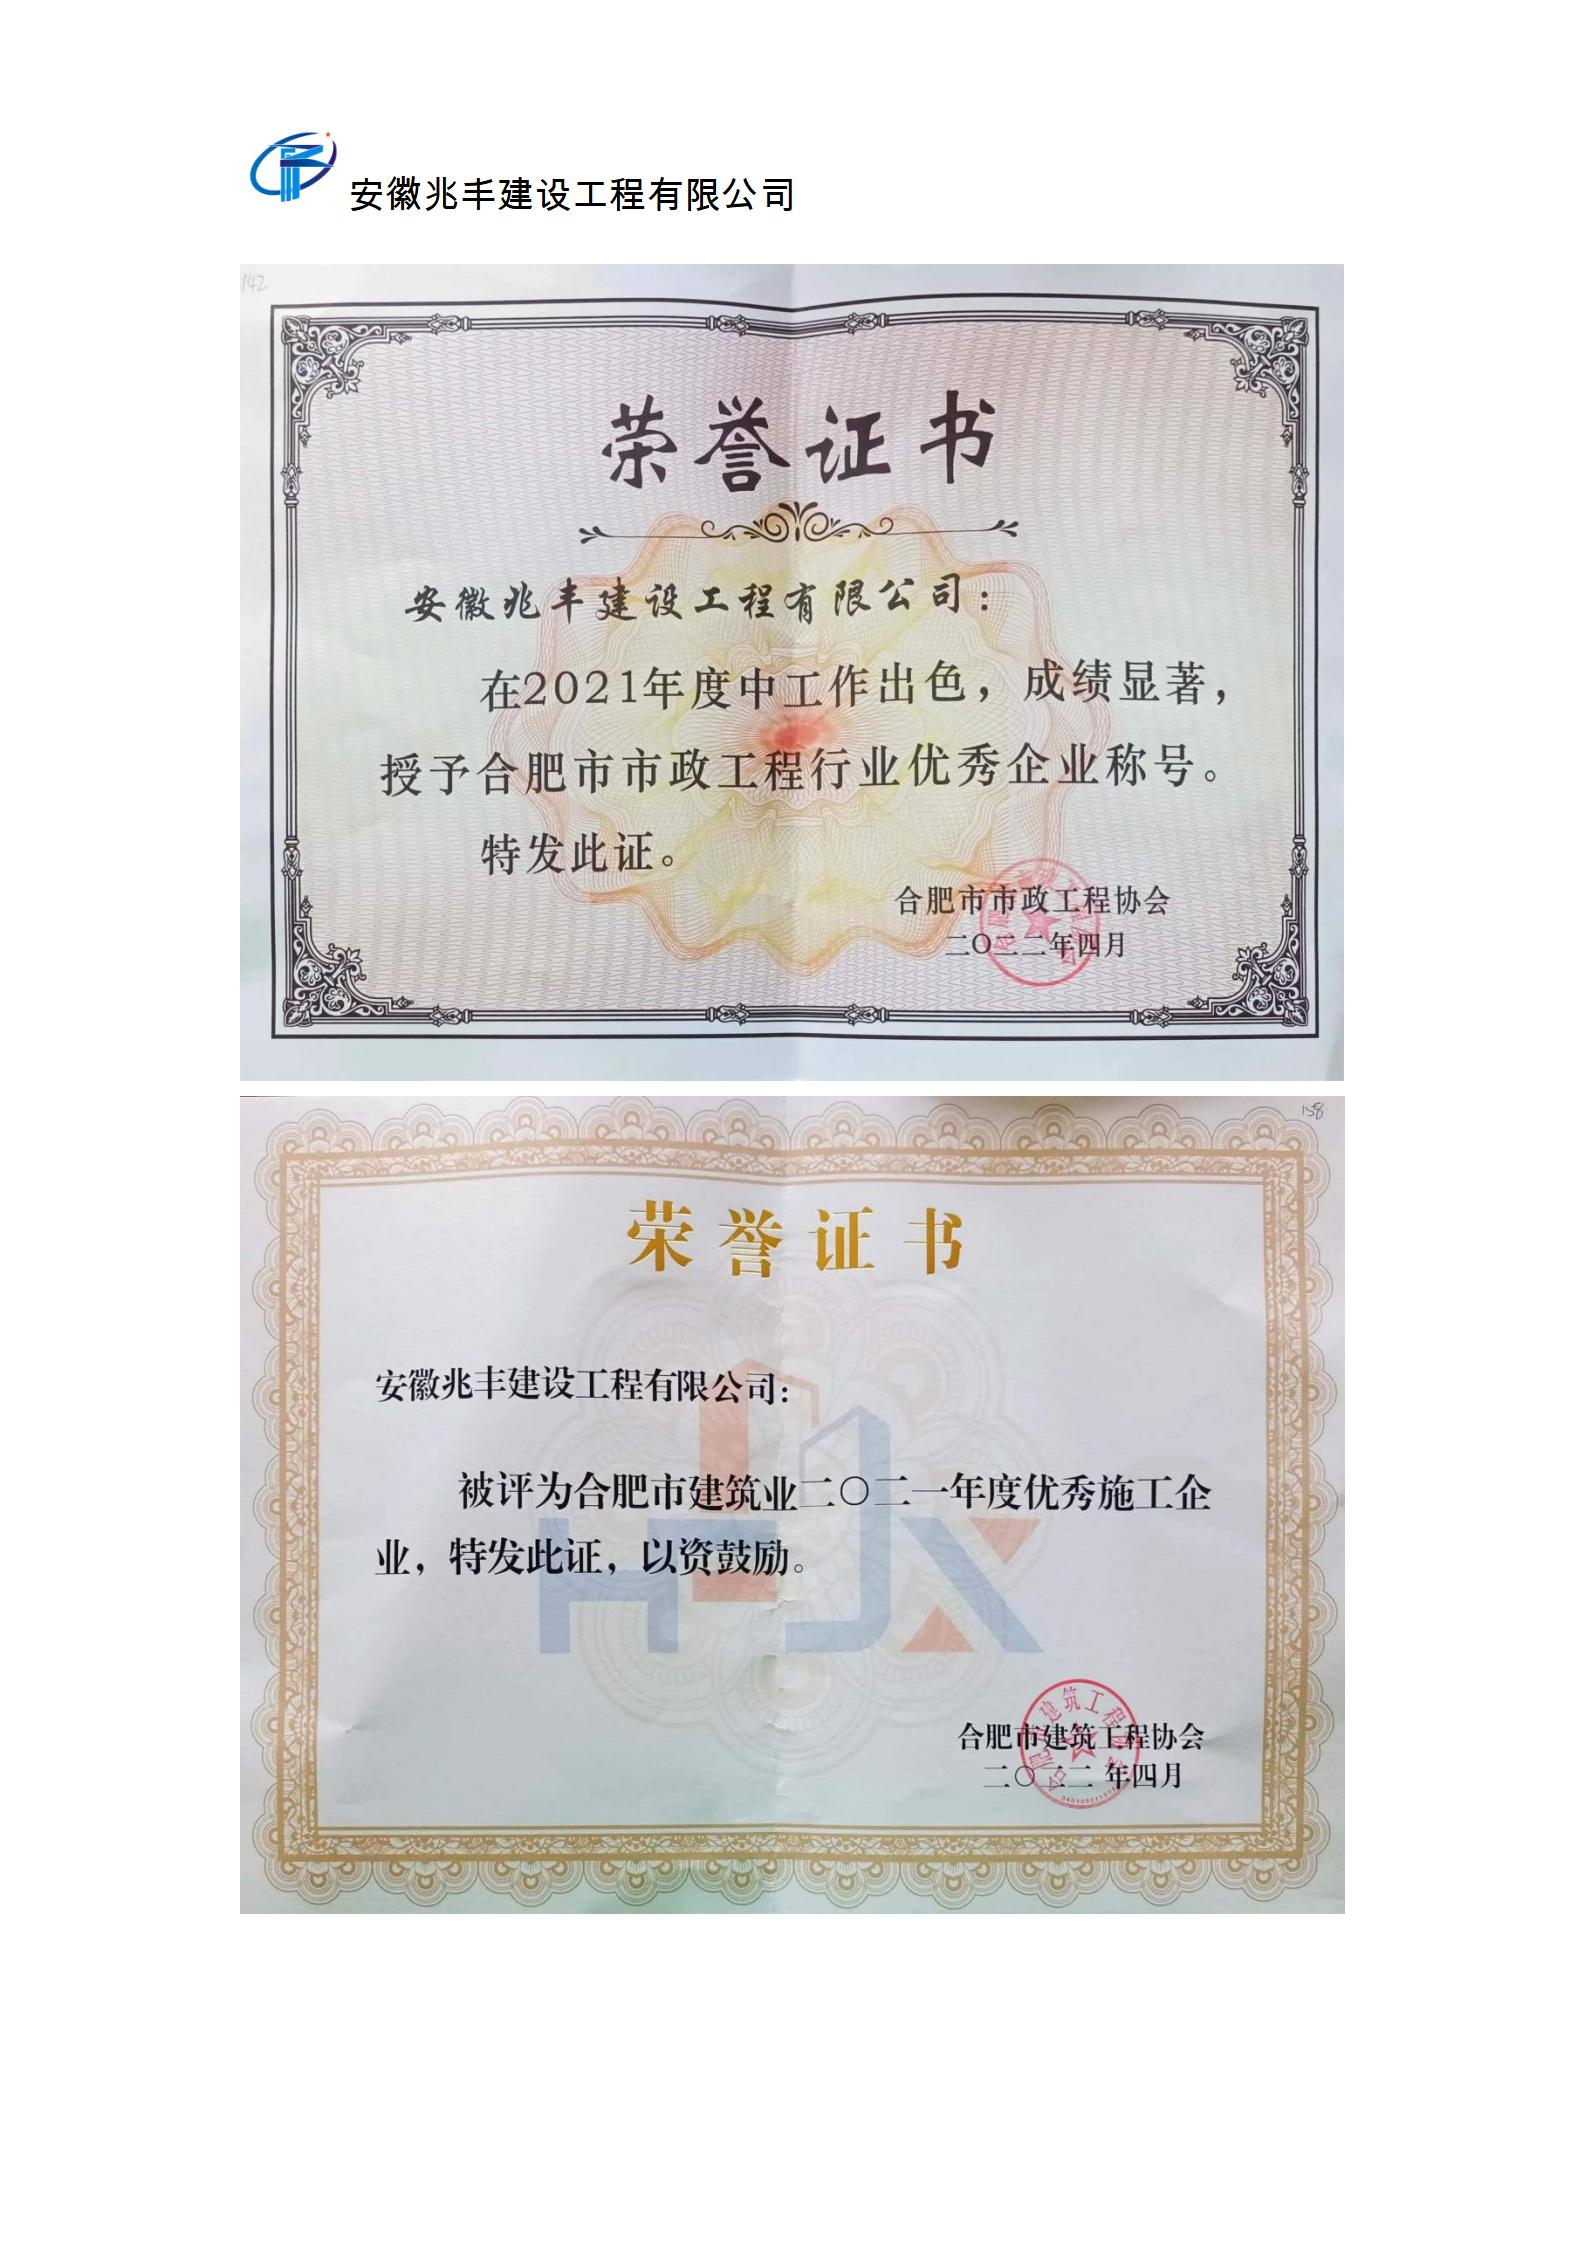 安徽兆丰建设工程有限公司
142
荣誉证书
安徽兆丰建设工程有限公司：
在2021年度中工作出色，成绩显著，
授予合肥市市政工程行业优秀企业称号。
特发此证。
合肥市市政工程协会
二〇二二年四月
158
荣誉证书
安徽兆丰建设工程有限公司：
被评为合肥市建筑业二〇二一年度优秀施工企
业，特发此证，以资鼓励。
合肥市建筑工程协会
二〇二二 年四月